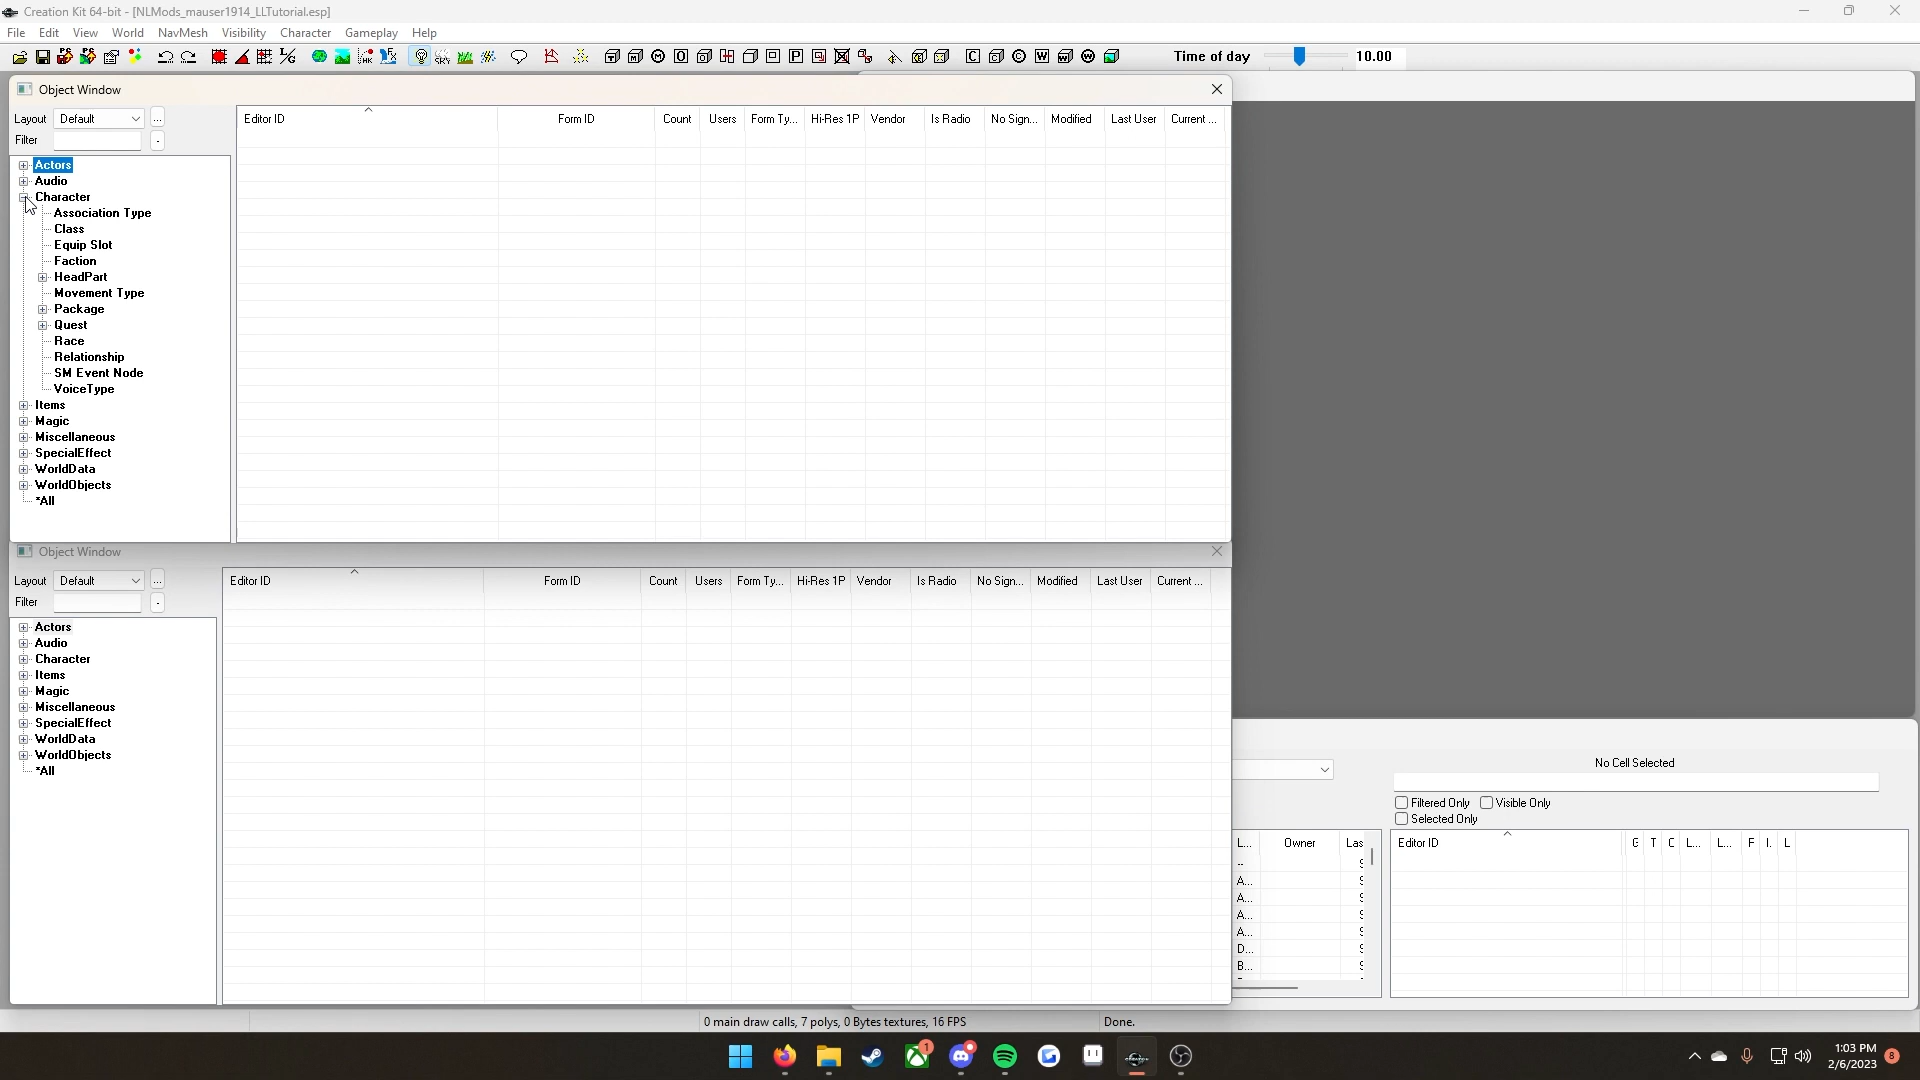 Creation Kit 64-bit - [NLMods_mauser1914_LLTutorial.esp]
File Edit View World NavMesh Visibility Character Gameplay Help
Time of day 10.00
Object Window
Layout Default ...
Filter -
Editor ID Form ID Count Users Form Ty... Hi-Res 1P Vendor Is Radio No Sign... Modified Last User Current ...
Actors
Audio
Character
Association Type
Class
Equip Slot
Faction
HeadPart
Movement Type
Package
Quest
Race
Relationship
SM Event Node
VoiceType
Items
Magic
Miscellaneous
SpecialEffect
WorldData
WorldObjects
*All
Object Window
Layout Default ...
Filter -
Editor ID Form ID Count Users Form Ty... Hi-Res 1P Vendor Is Radio No Sign... Modified Last User Current ...
Actors
Audio
Character
Items
Magic
Miscellaneous
SpecialEffect
WorldData
WorldObjects
*All
No Cell Selected
Filtered Only Visible Only
Selected Only
L... Owner Las
--
A...
A...
A...
A...
D...
B...
Editor ID G T C L... L... F I. L
0 main draw calls, 7 polys, 0 Bytes textures, 16 FPS Done.
1:03 PM
2/6/2023
8